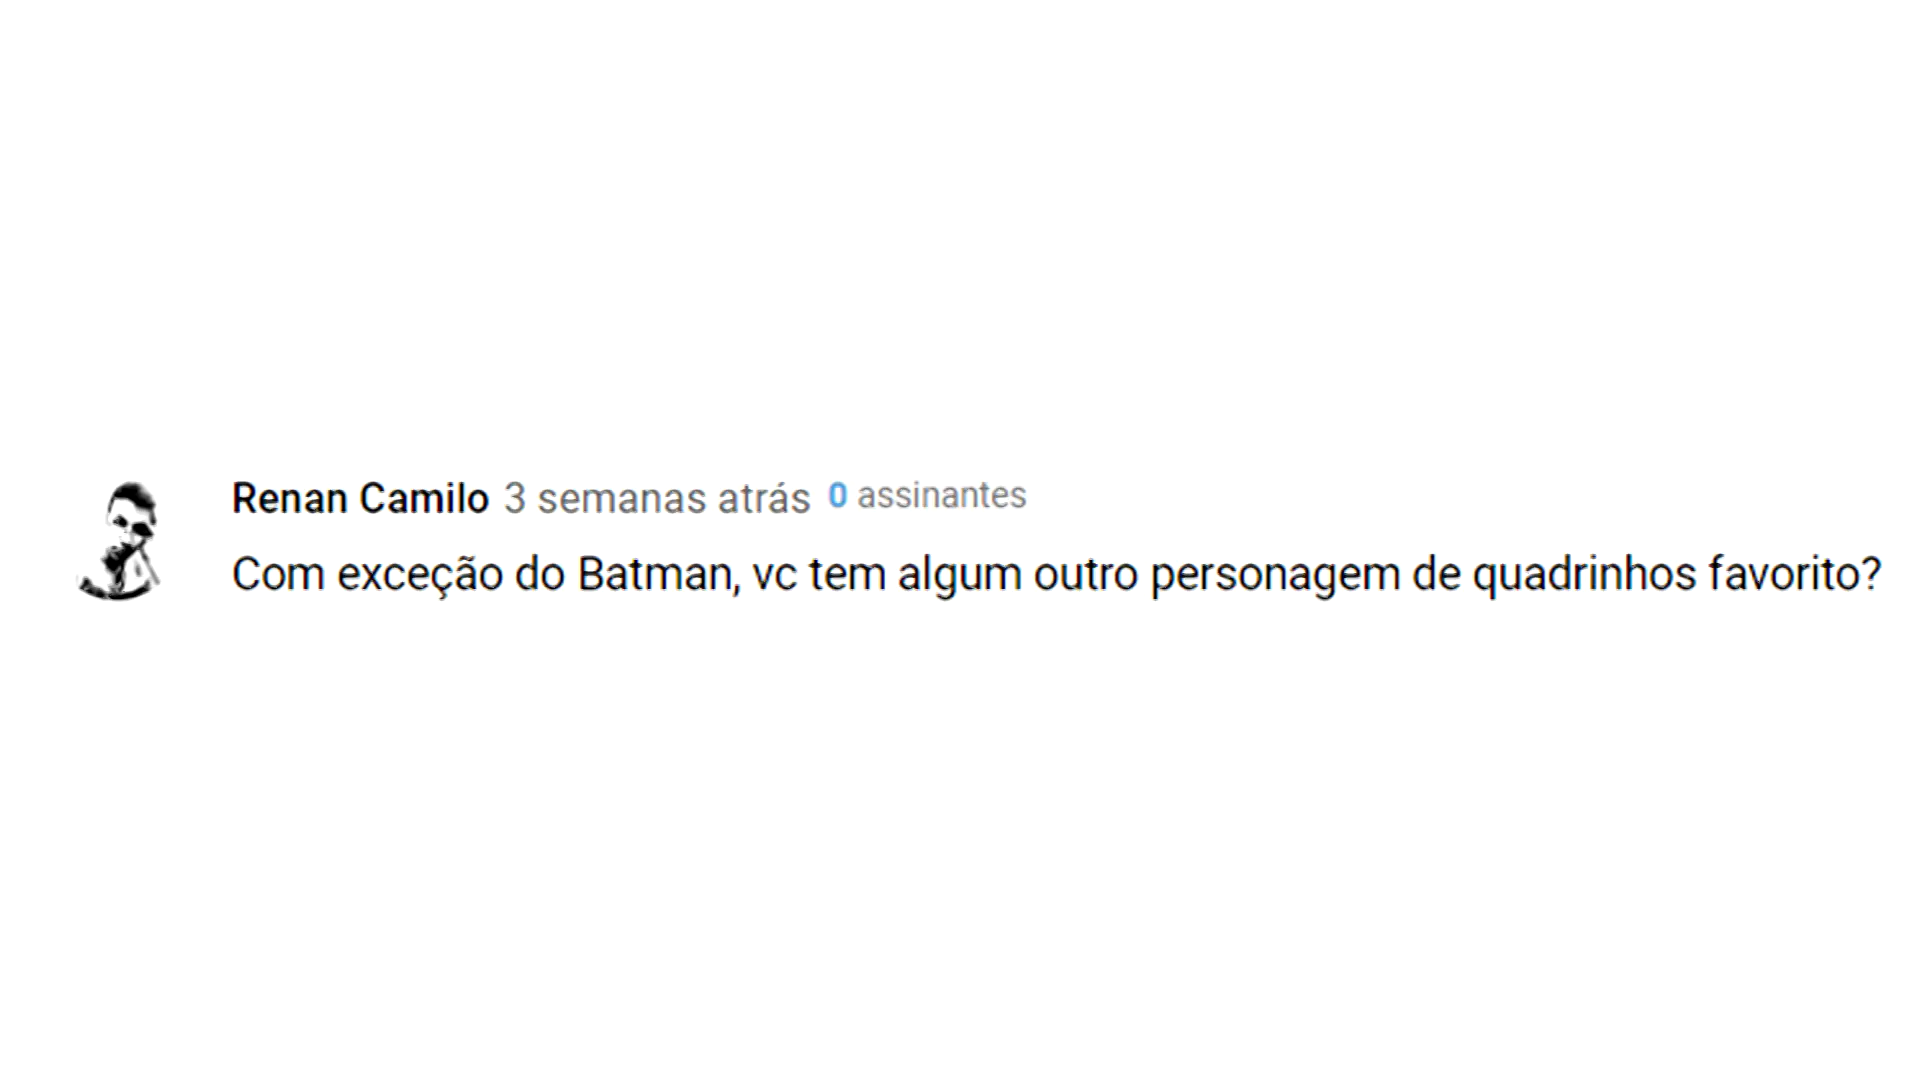 Renan Camilo 3 semanas atrás 0 assinantes
Com exceção do Batman, vc tem algum outro personagem de quadrinhos favorito?